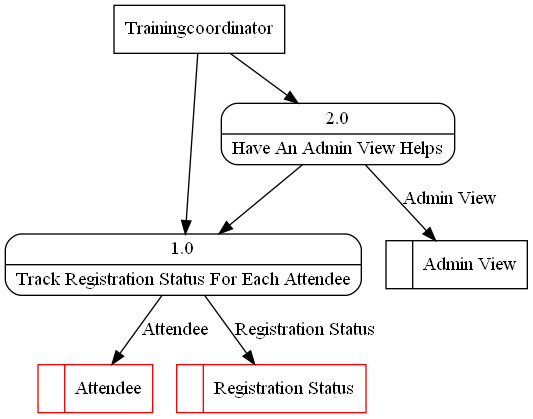 Trainingcoordinator
2.0
Have An Admin View Helps
Admin View
1.0
Track Registration Status For Each Attendee
Admin View
Attendee
Registration Status
Attendee
Registration Status